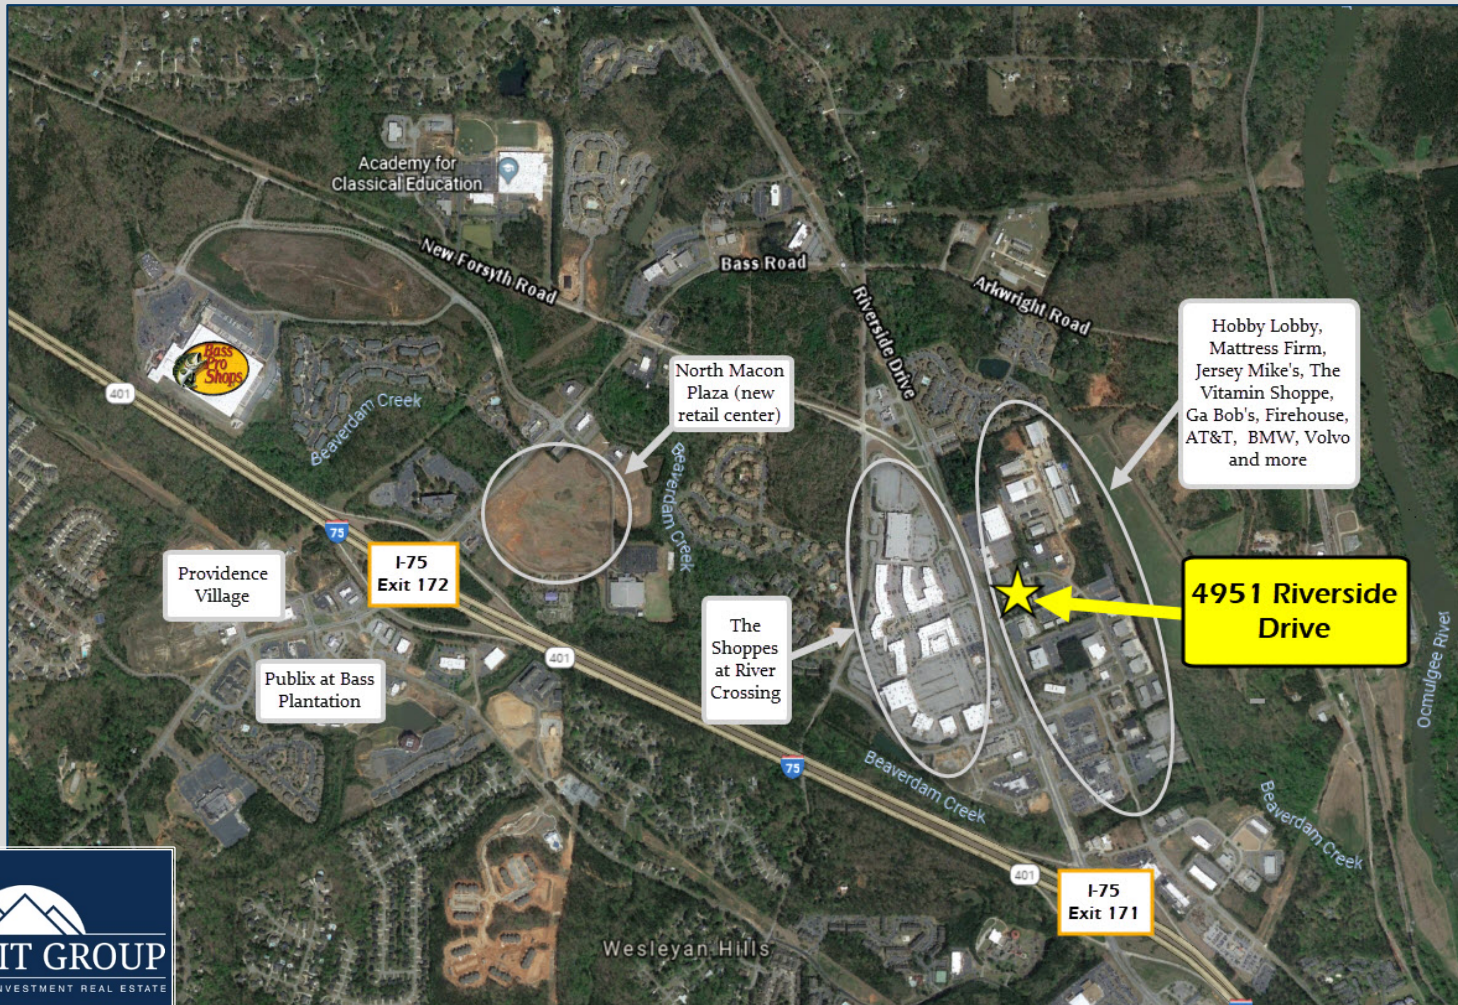 Academy for
Classical Education
New Forsyth Road
Bass Road
Arkwright Road
Riverside Drive
Bass
Pro
Shops
401
Beaverdam Creek
North Macon
Plaza (new
retail center)
Beaverdam Creek
Hobby Lobby,
Mattress Firm,
Jersey Mike's, The
Vitamin Shoppe,
Ga Bob's, Firehouse,
AT&T, BMW, Volvo
and more
75
I-75
Exit 172
Providence
Village
4951 Riverside
Drive
The
Shoppes
at River
Crossing
401
Publix at Bass
Plantation
Ocmulgee River
75
Beaverdam Creek
Beaverdam Creek
401
I-75
Exit 171
Wesleyan Hills
IT GROUP
NVESTMENT REAL ESTATE